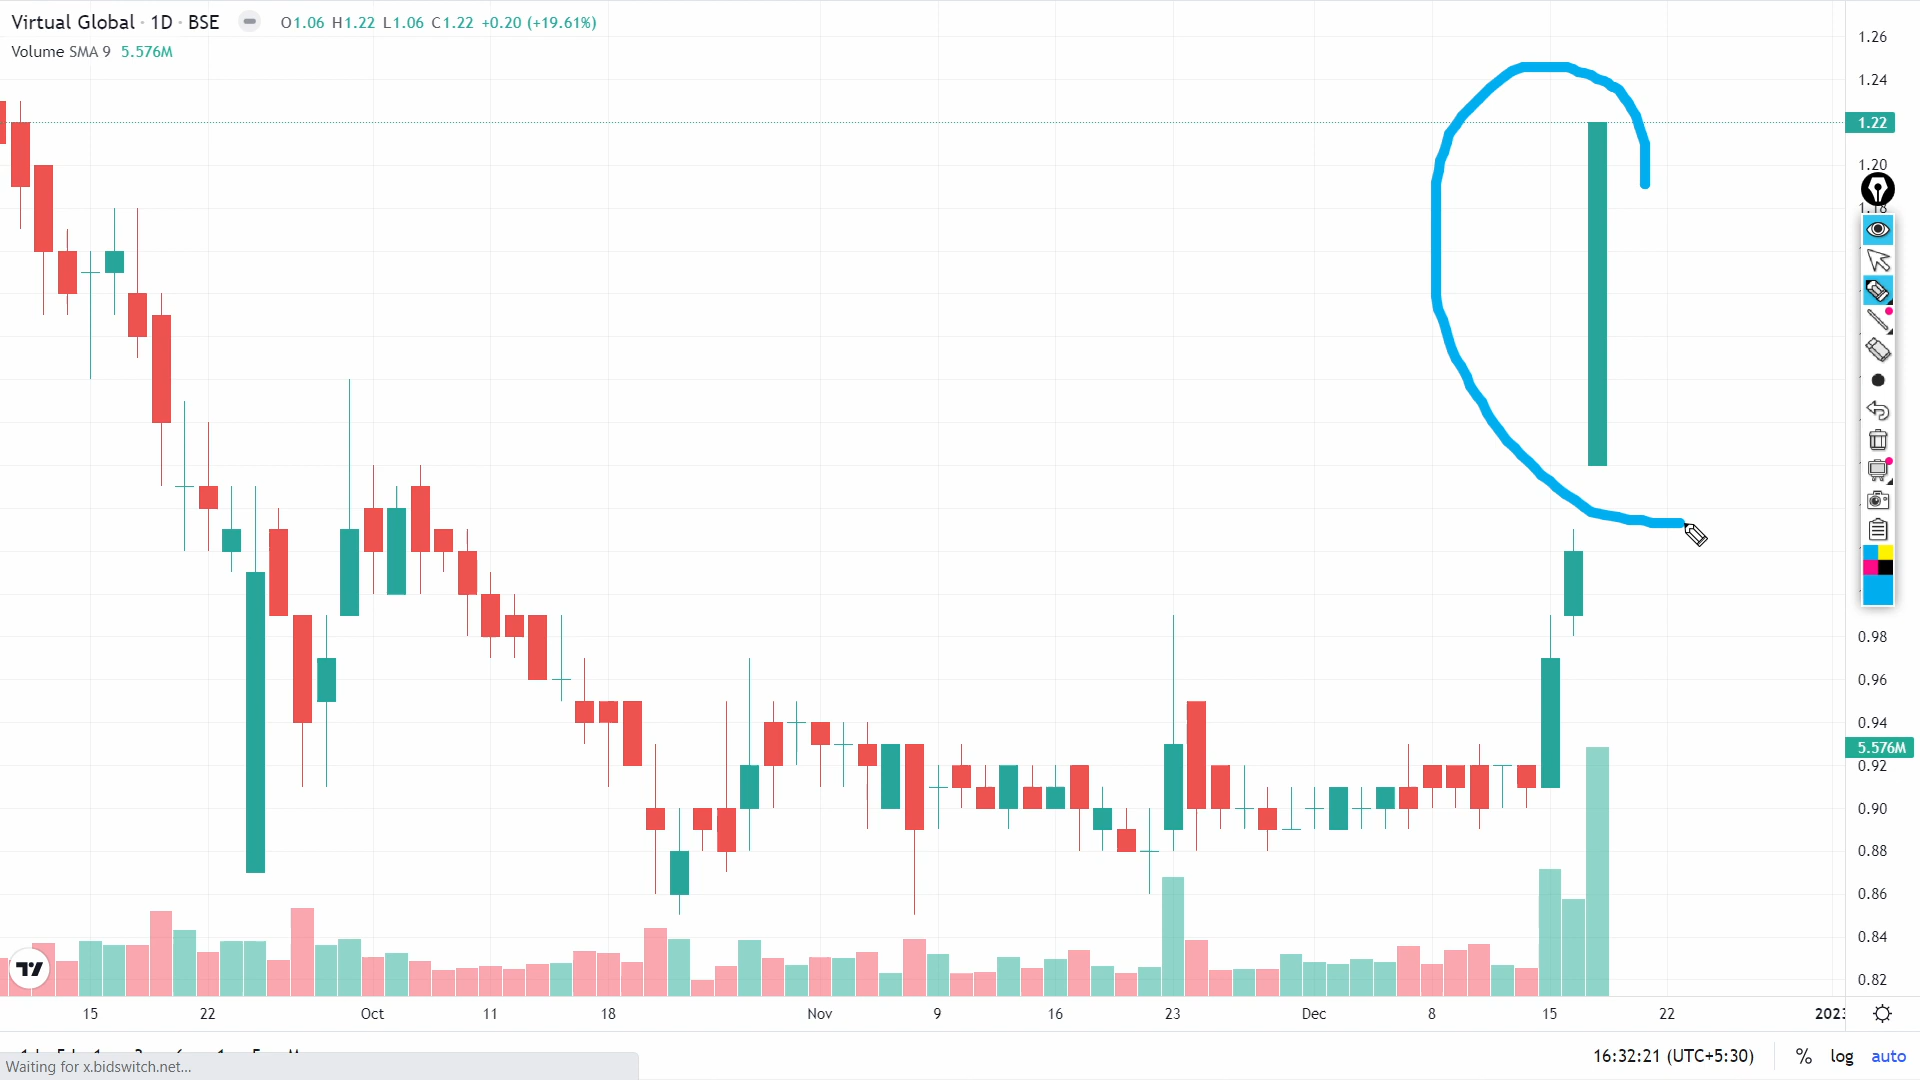 Virtual Global · 1D · BSE O1.06 H1.22 L1.06 C1.22 +0.20 (+19.61%)
Volume SMA 9 5.576M
1.26
1.24
1.22
1.20
1.18
0.98
0.96
0.94
5.576M
0.92
0.90
0.88
0.86
0.84
0.82
15 22 Oct 11 18 Nov 9 16 23 Dec 8 15 22
16:32:21 (UTC+5:30) % log auto
Waiting for x.bidswitch.net...